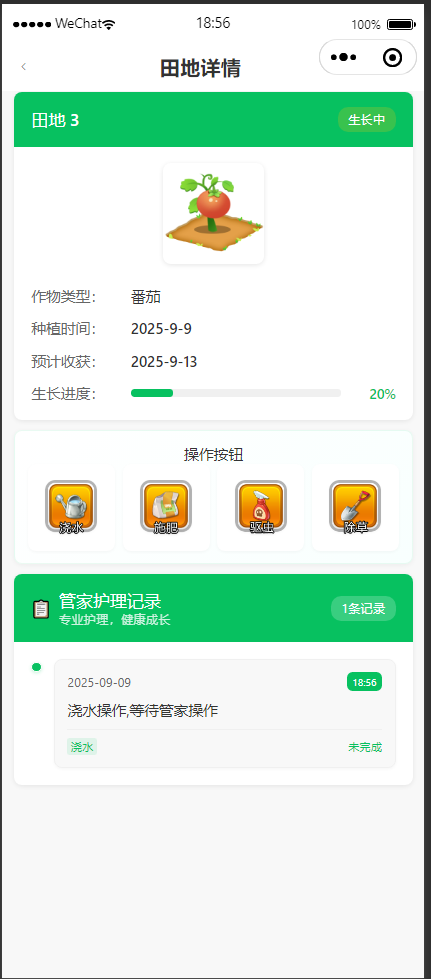 WeChat 18:56 100%
田地详情
田地 3 生长中
作物类型： 番茄
种植时间： 2025-9-9
预计收获： 2025-9-13
生长进度： 20%
操作按钮
浇水 施肥 驱虫 除草
管家护理记录 1条记录
专业护理，健康成长
2025-09-09 18:56
浇水操作,等待管家操作
浇水 未完成